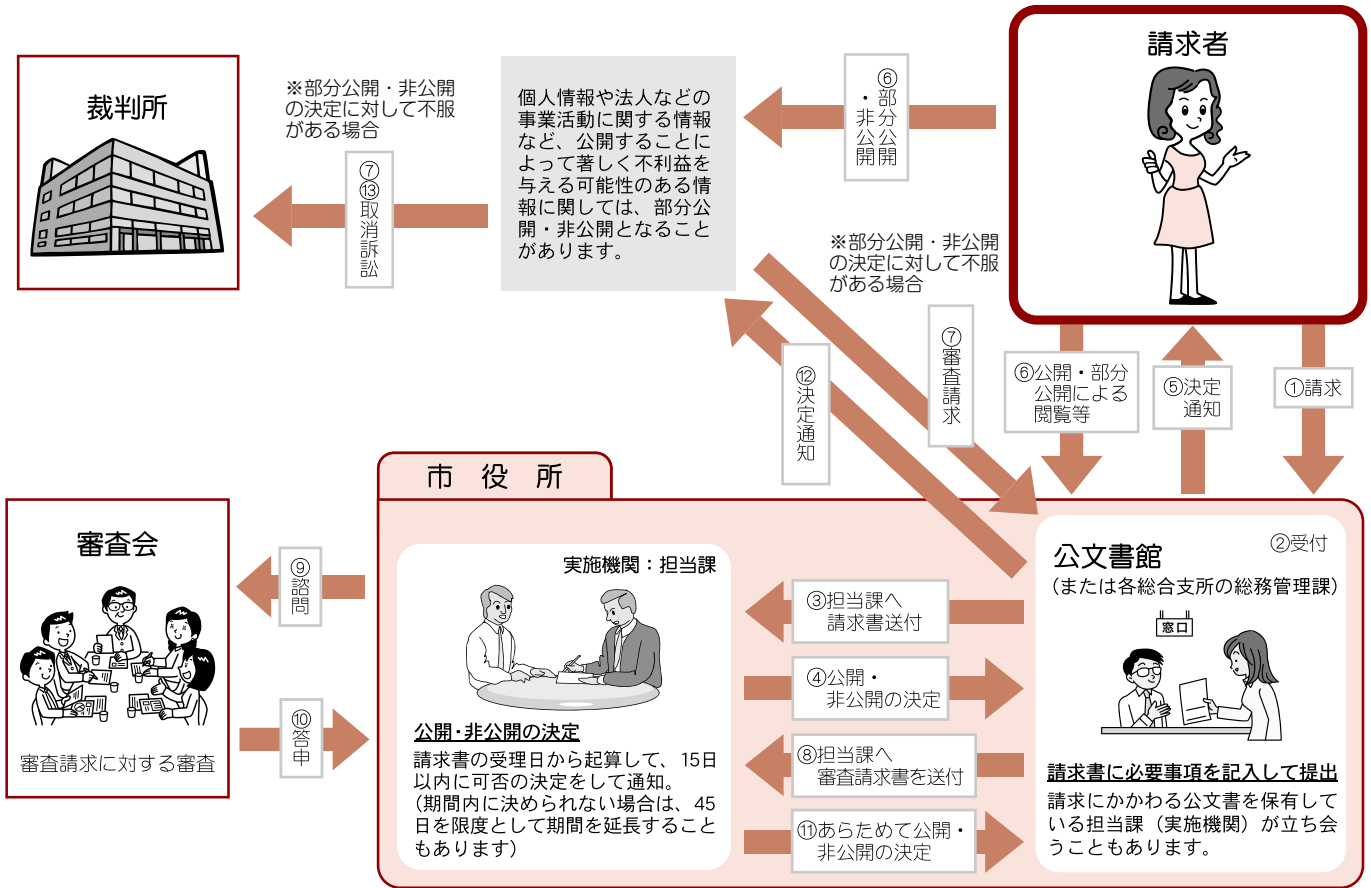 請求者
⑥部分公開
・非公開
個人情報や法人などの
事業活動に関する情報
など、公開することに
よって著しく不利益を
与える可能性のある情
報に関しては、部分公
開・非公開となること
があります。
※部分公開・非公開
の決定に対して不服
がある場合
⑦⑬取消訴訟
裁判所
※部分公開・非公開
の決定に対して不服
がある場合
⑦審査請求
⑫決定通知
⑥公開・部分
公開による
閲覧等
⑤決定
通知
①請求
市役所
公文書館
②受付
(または各総合支所の総務管理課)
窓口
請求書に必要事項を記入して提出
請求にかかわる公文書を保有して
いる担当課（実施機関）が立ち会
うこともあります。
③担当課へ
請求書送付
④公開・
非公開の決定
⑧担当課へ
審査請求書を送付
⑪あらためて公開・
非公開の決定
実施機関：担当課
公開・非公開の決定
請求書の受理日から起算して、15日
以内に可否の決定をして通知。
（期間内に決められない場合は、45
日を限度として期間を延長すること
もあります）
⑨諮問
⑩答申
審査会
審査請求に対する審査